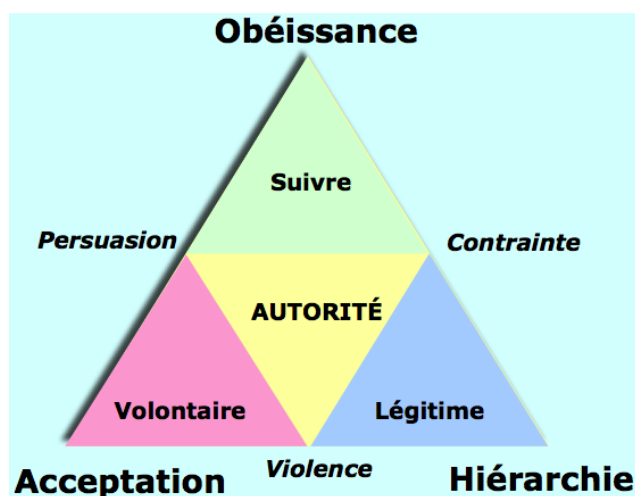 Obéissance
Suivre
Persuasion
Contrainte
AUTORITÉ
Volontaire
Légitime
Acceptation
Violence
Hiérarchie